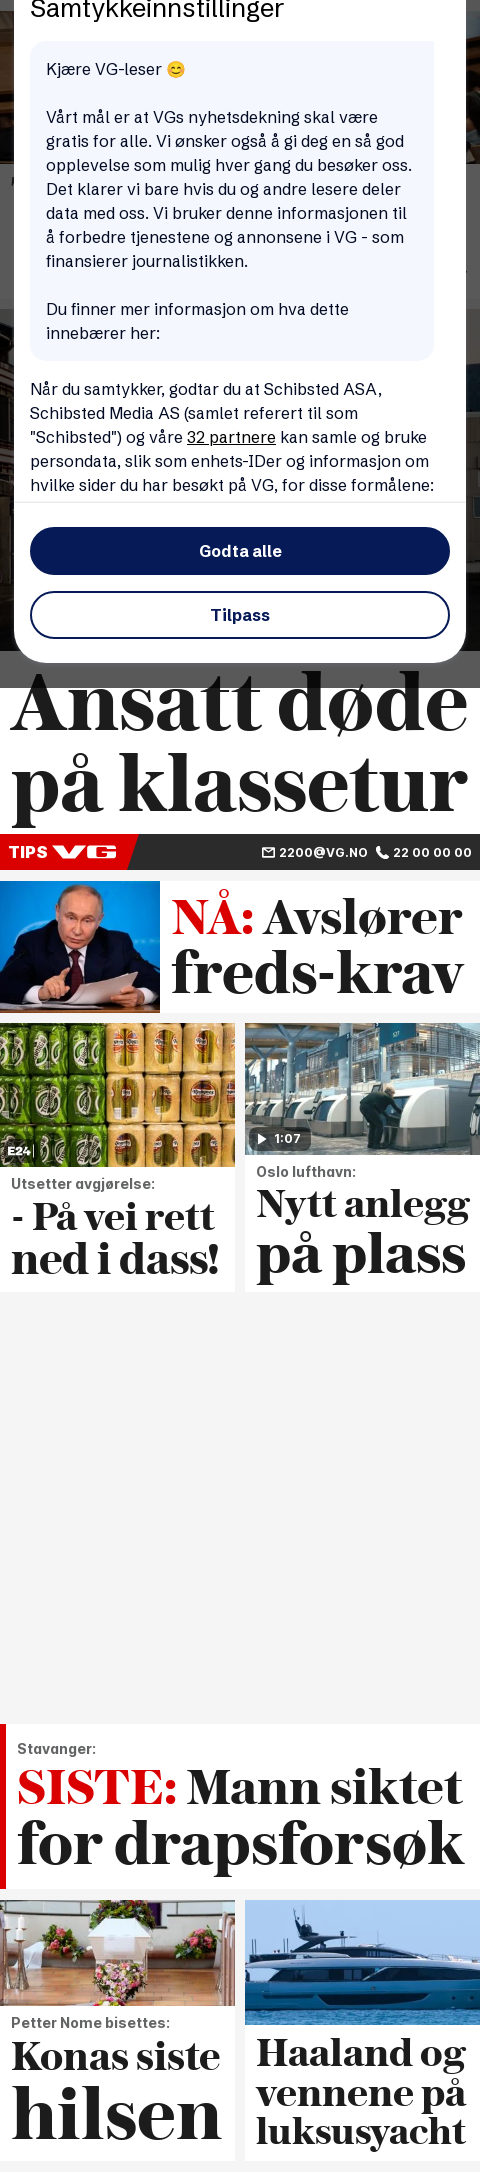 Samtykkeinnstillinger
Kjære VG-leser 😊
Vårt mål er at VGs nyhetsdekning skal være
gratis for alle. Vi ønsker også å gi deg en så god
opplevelse som mulig hver gang du besøker oss.
Det klarer vi bare hvis du og andre lesere deler
data med oss. Vi bruker denne informasjonen til
å forbedre tjenestene og annonsene i VG - som
finansierer journalistikken.
Du finner mer informasjon om hva dette
innebærer her:
Når du samtykker, godtar du at Schibsted ASA,
Schibsted Media AS (samlet referert til som
"Schibsted") og våre 32 partnere kan samle og bruke
persondata, slik som enhets-IDer og informasjon om
hvilke sider du har besøkt på VG, for disse formålene:
Godta alle
Tilpass
Ansatt døde
på klassetur
TIPS VG 2200@VG.NO 22 00 00 00
NÅ: Avslører
freds-krav
E24
Utsetter avgjørelse:
- På vei rett
ned i dass!
1:07
Oslo lufthavn:
Nytt anlegg
på plass
Stavanger:
SISTE: Mann siktet
for drapsforsøk
Petter Nome bisettes:
Konas siste
hilsen
Haaland og
vennene på
luksusyacht